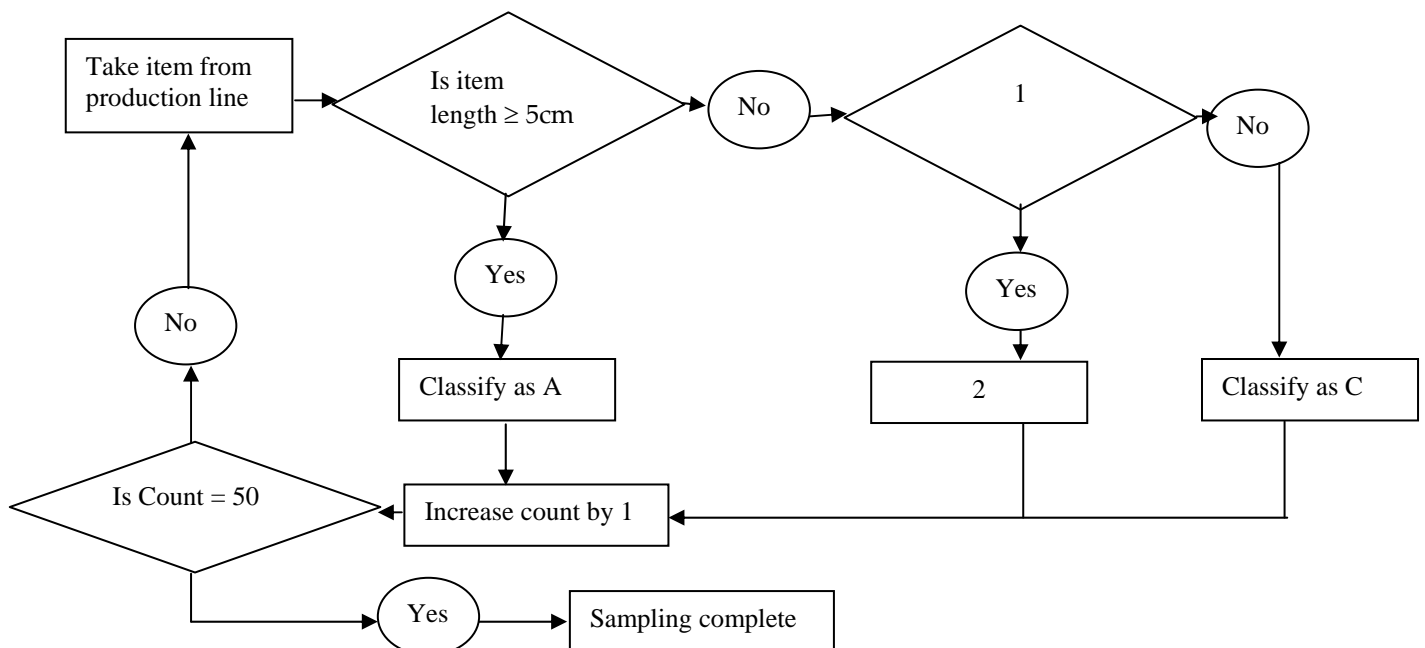 Take item from
production line
Is item
length ≥ 5cm
No
1
No
Yes
Yes
No
Classify as A
2
Classify as C
Is Count = 50
Increase count by 1
Yes
Sampling complete